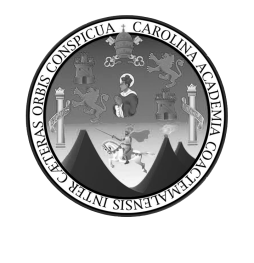 CAROLINA ACADEMIA COACTEMALENSIS INTER CÆTERAS ORBIS CONSPICUA